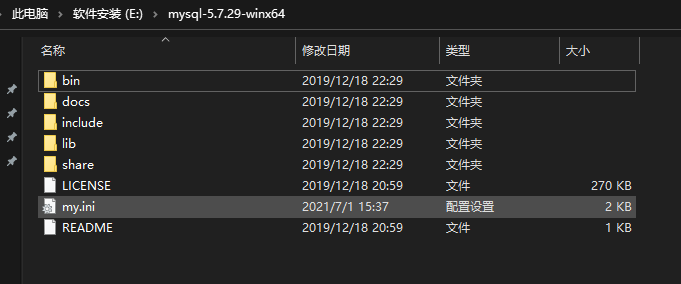 此电脑 > 软件安装 (E:) > mysql-5.7.29-winx64
名称 修改日期 类型 大小
bin 2019/12/18 22:29 文件夹
docs 2019/12/18 22:29 文件夹
include 2019/12/18 22:29 文件夹
lib 2019/12/18 22:29 文件夹
share 2019/12/18 22:29 文件夹
LICENSE 2019/12/18 20:59 文件 270 KB
my.ini 2021/7/1 15:37 配置设置 2 KB
README 2019/12/18 20:59 文件 1 KB